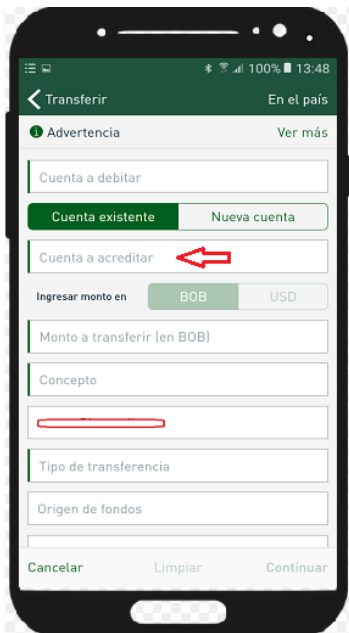 100% 13:48
Transferir En el país
Advertencia Ver más
Cuenta a debitar
Cuenta existente Nueva cuenta
Cuenta a acreditar
Ingresar monto en BOB USD
Monto a transferir (en BOB)
Concepto
Tipo de transferencia
Origen de fondos
Cancelar Limpiar Continuar